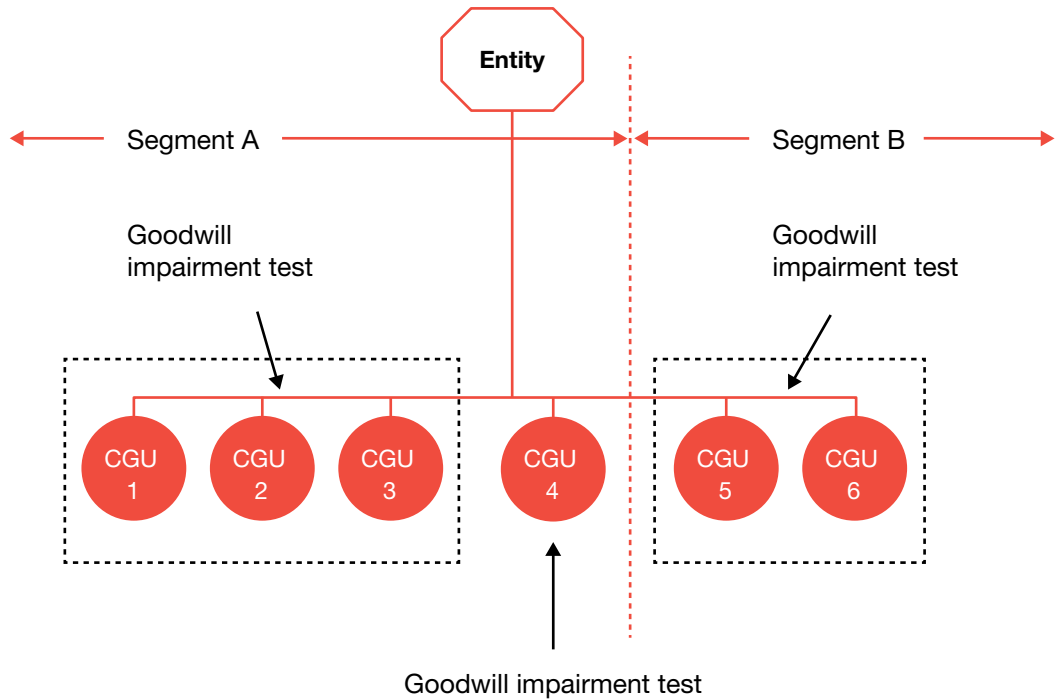 Entity
Segment A
Segment B
Goodwill
impairment test
Goodwill
impairment test
CGU
1
CGU
2
CGU
3
CGU
4
CGU
5
CGU
6
Goodwill impairment test